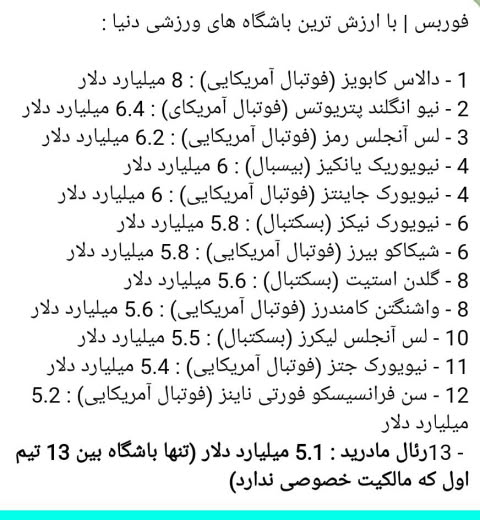 فوربس | با ارزش ترین باشگاه های ورزشی دنیا :
1 - دالاس کابویز (فوتبال آمریکایی) : 8 میلیارد دلار
2 - نیو انگلند پتریوتس (فوتبال آمریکای) : 6.4 میلیارد دلار
3 - لس آنجلس رمز (فوتبال آمریکایی) : 6.2 میلیارد دلار
4 - نیویوریک یانکیز (بیسبال) : 6 میلیارد دلار
4 - نیویورک جاینتز (فوتبال آمریکایی) : 6 میلیارد دلار
6 - نیویورک نیکز (بسکتبال) : 5.8 میلیارد دلار
6 - شیکاکو بیرز (فوتبال آمریکایی) : 5.8 میلیارد دلار
8 - گلدن استیت (بسکتبال) : 5.6 میلیارد دلار
8 - واشنگتن کامندرز (فوتبال آمریکایی) : 5.6 میلیارد دلار
10 - لس آنجلس لیکرز (بسکتبال) : 5.5 میلیارد دلار
11 - نیویورک جتز (فوتبال آمریکایی) : 5.4 میلیارد دلار
12 - سن فرانسیسکو فورتی ناینز (فوتبال آمریکایی) : 5.2
میلیارد دلار
- 13رئال مادرید : 5.1 میلیارد دلار (تنها باشگاه بین 13 تیم
اول که مالکیت خصوصی ندارد)